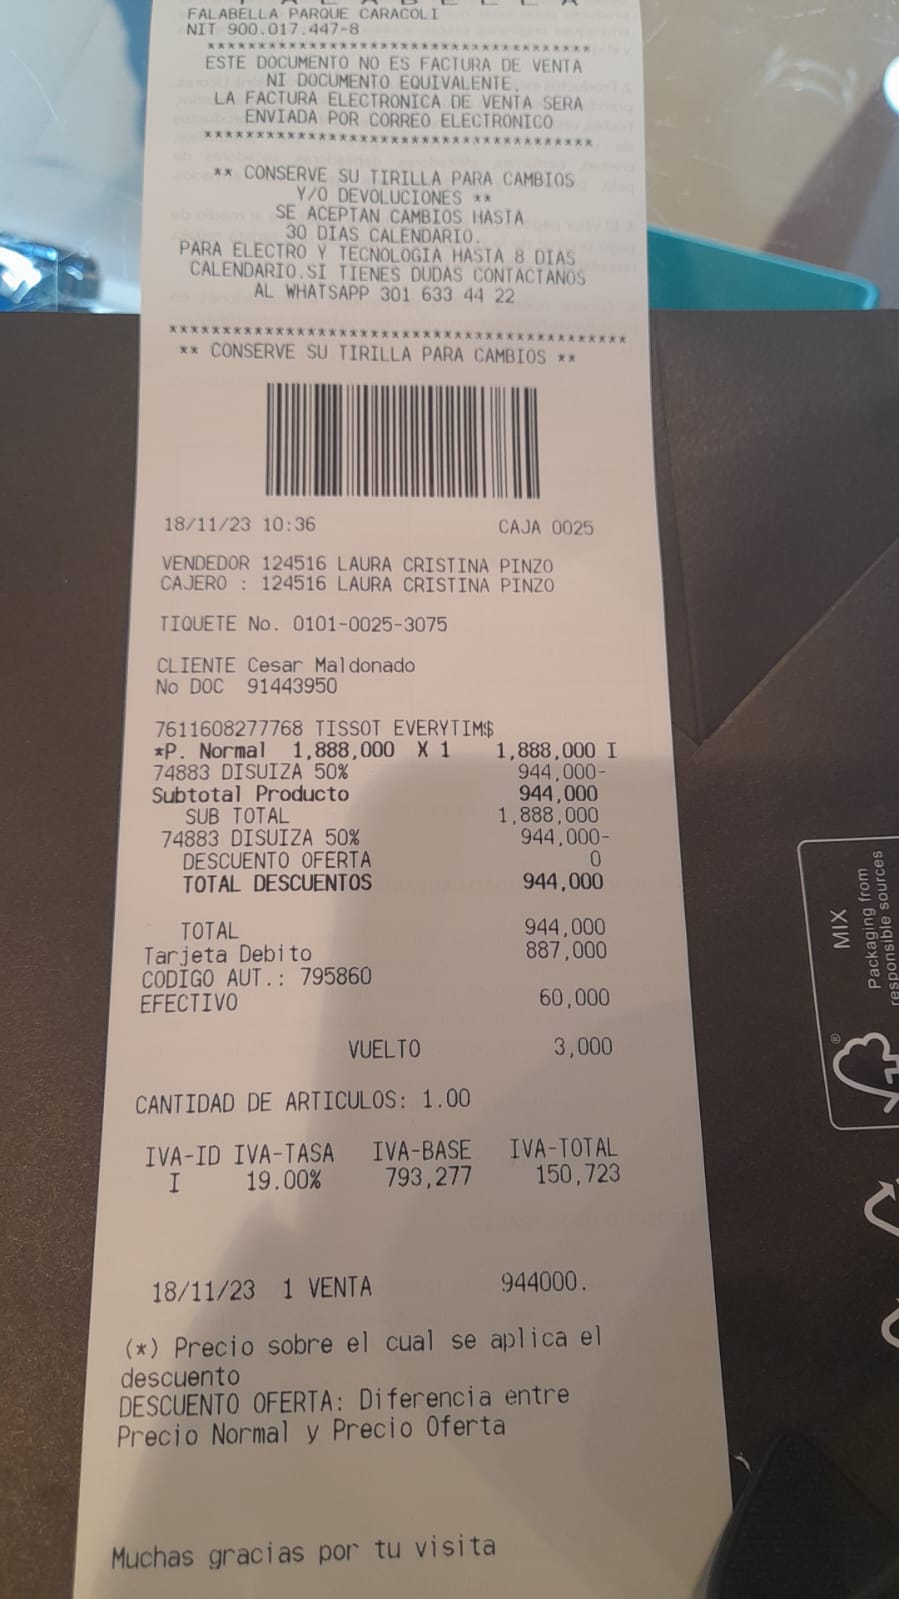 FALABELLA PARQUE CARACOLI
NIT 900.017.447-8
****************************************
ESTE DOCUMENTO NO ES FACTURA DE VENTA
NI DOCUMENTO EQUIVALENTE.
LA FACTURA ELECTRONICA DE VENTA SERA
ENVIADA POR CORREO ELECTRONICO
****************************************
** CONSERVE SU TIRILLA PARA CAMBIOS
Y/O DEVOLUCIONES **
SE ACEPTAN CAMBIOS HASTA
30 DIAS CALENDARIO.
PARA ELECTRO Y TECNOLOGIA HASTA 8 DIAS
CALENDARIO.SI TIENES DUDAS CONTACTANOS
AL WHATSAPP 301 633 44 22
****************************************
** CONSERVE SU TIRILLA PARA CAMBIOS **
18/11/23 10:36 CAJA 0025
VENDEDOR 124516 LAURA CRISTINA PINZO
CAJERO : 124516 LAURA CRISTINA PINZO
TIQUETE No. 0101-0025-3075
CLIENTE Cesar Maldonado
No DOC 91443950
7611608277768 TISSOT EVERYTIM$
*P. Normal 1,888,000 X 1 1,888,000 I
74883 DISUIZA 50% 944,000-
Subtotal Producto 944,000
SUB TOTAL 1,888,000
74883 DISUIZA 50% 944,000-
DESCUENTO OFERTA 0
TOTAL DESCUENTOS 944,000
TOTAL 944,000
Tarjeta Debito 887,000
CODIGO AUT.: 795860
EFECTIVO 60,000
VUELTO 3,000
CANTIDAD DE ARTICULOS: 1.00
IVA-ID IVA-TASA IVA-BASE IVA-TOTAL
I 19.00% 793,277 150,723
18/11/23 1 VENTA 944000.
(*) Precio sobre el cual se aplica el
descuento
DESCUENTO OFERTA: Diferencia entre
Precio Normal y Precio Oferta
Muchas gracias por tu visita
MIX
Packaging from
responsible sources